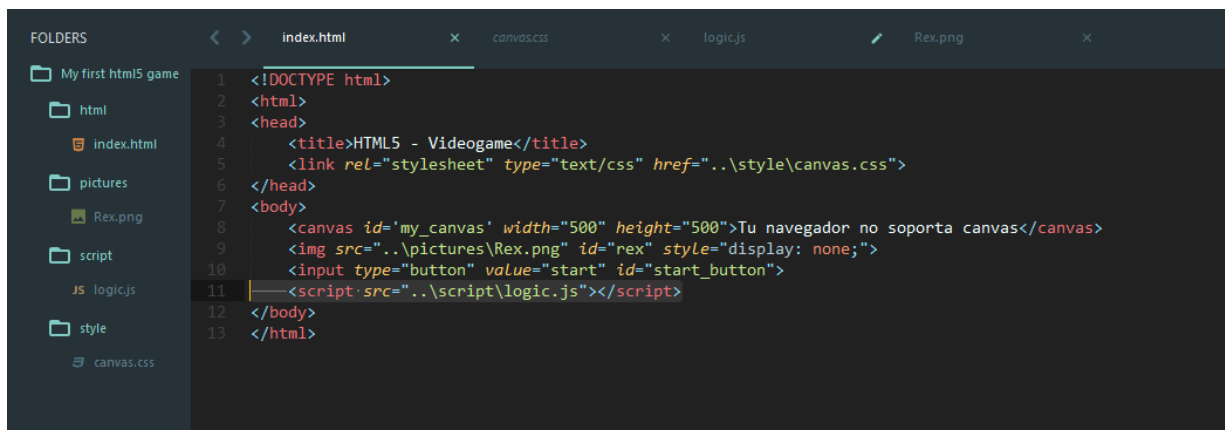 FOLDERS
My first html5 game
html
index.html
pictures
Rex.png
script
JS logic.js
style
canvas.css
index.html × canvas.css × logic.js Rex.png ×
1 <!DOCTYPE html>
2 <html>
3 <head>
4 <title>HTML5 - Videogame</title>
5 <link rel="stylesheet" type="text/css" href="..\style\canvas.css">
6 </head>
7 <body>
8 <canvas id='my_canvas' width="500" height="500">Tu navegador no soporta canvas</canvas>
9 <img src="..\pictures\Rex.png" id="rex" style="display: none;">
10 <input type="button" value="start" id="start_button">
11 <script src="..\script\logic.js"></script>
12 </body>
13 </html>